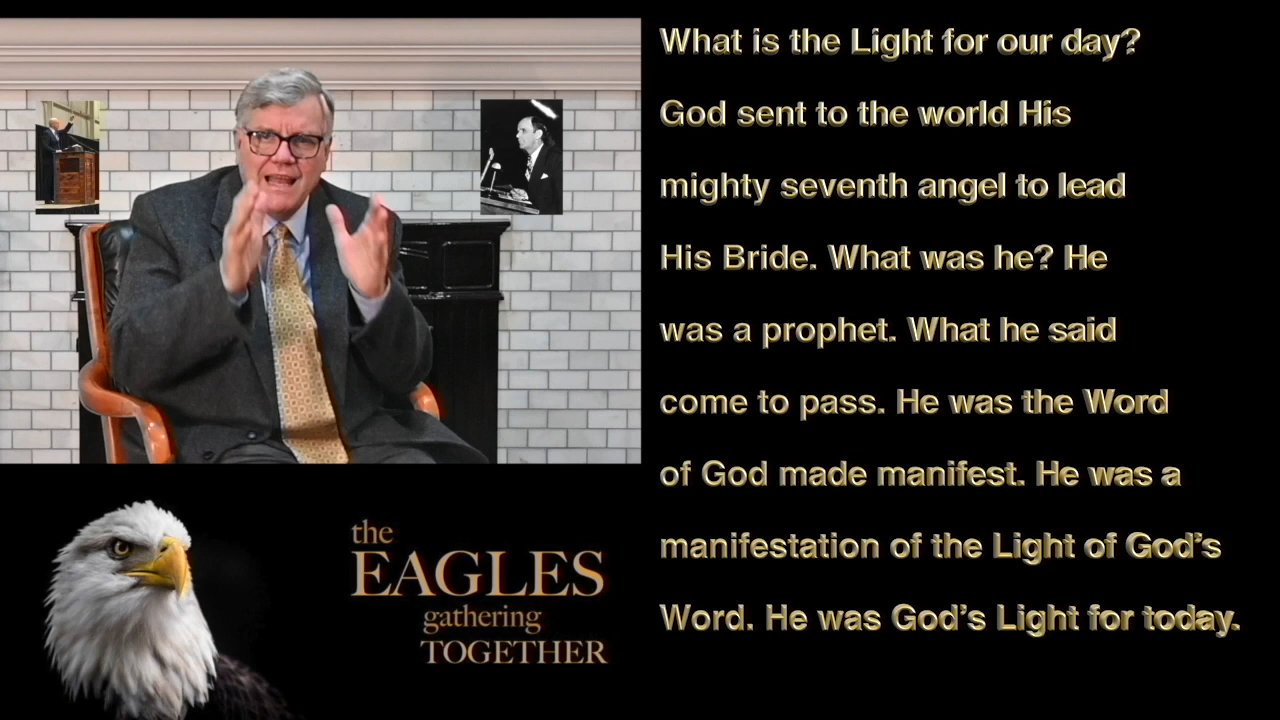 What is the Light for our day?
God sent to the world His
mighty seventh angel to lead
His Bride. What was he? He
was a prophet. What he said
come to pass. He was the Word
of God made manifest. He was a
manifestation of the Light of God’s
Word. He was God’s Light for today.
the
EAGLES
gathering
TOGETHER